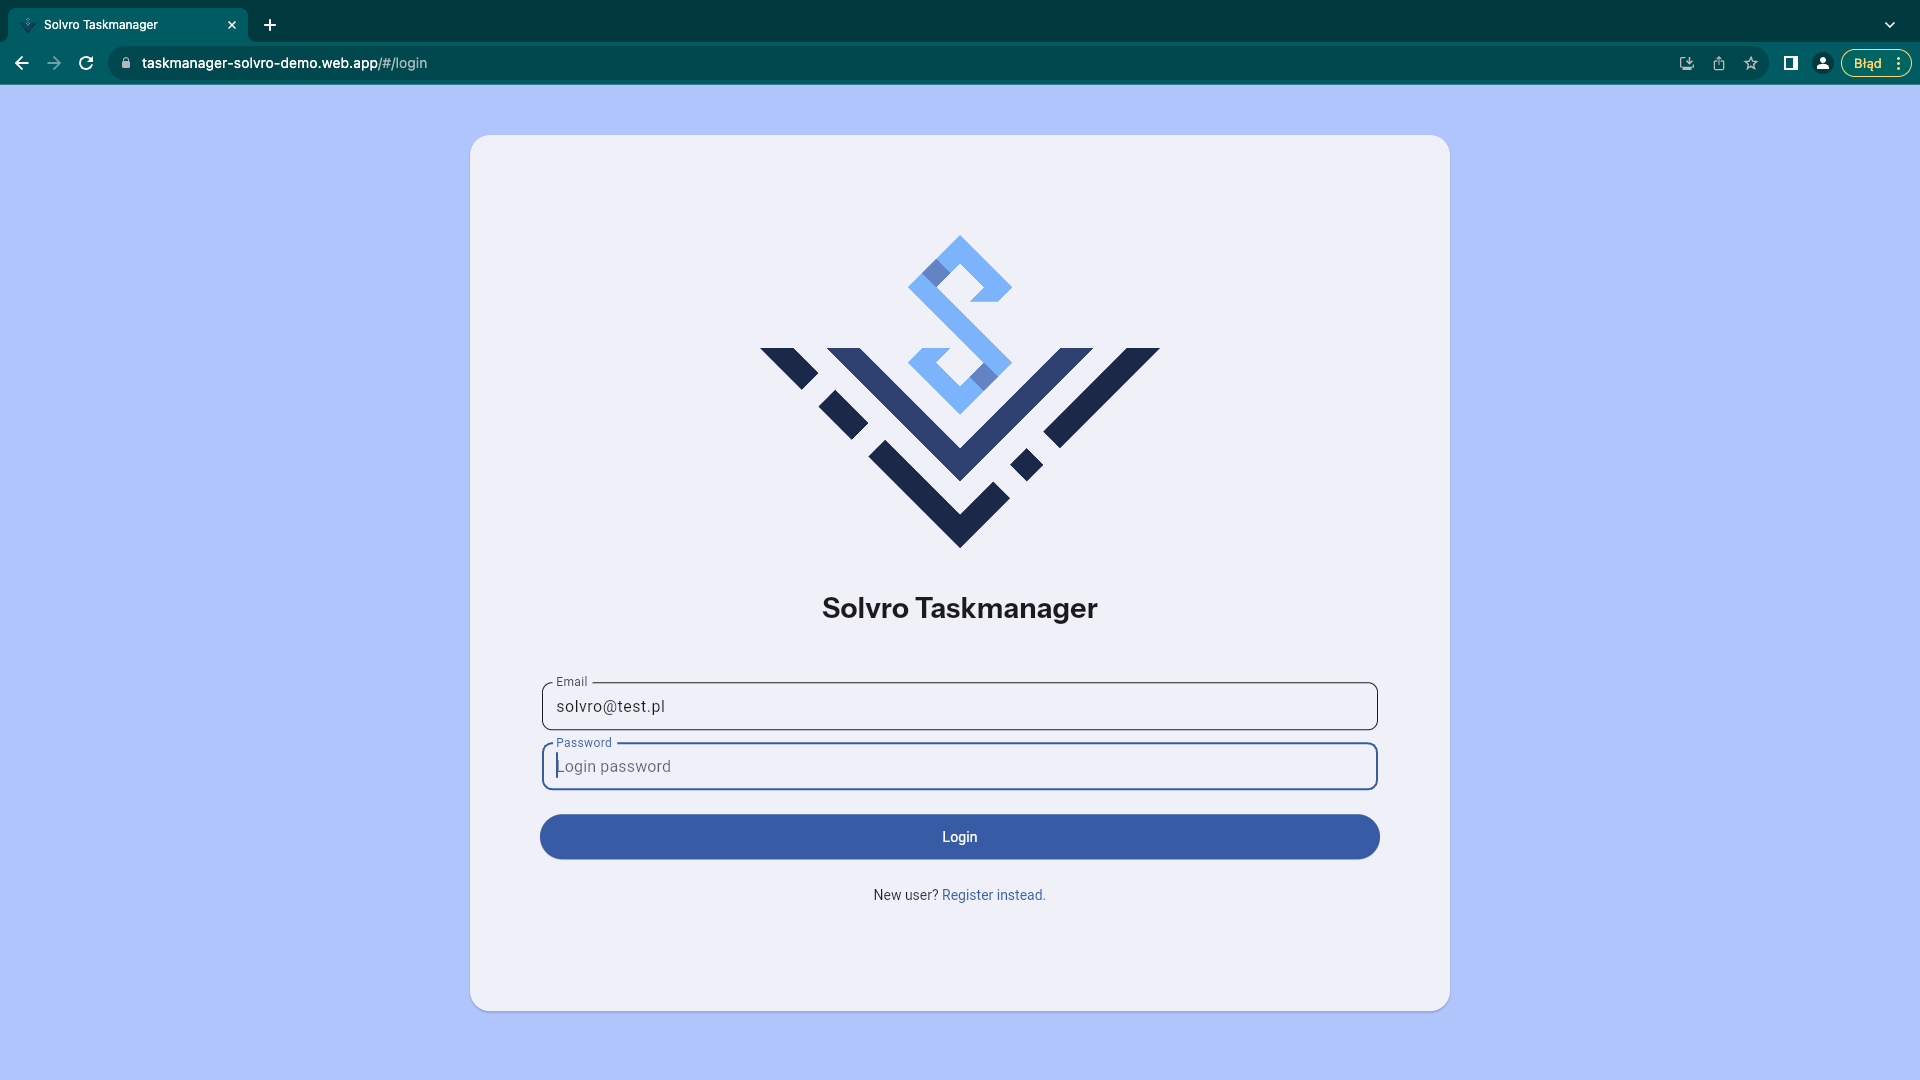 Solvro Taskmanager
taskmanager-solvro-demo.web.app/#/login
Błąd
Solvro Taskmanager
Email
solvro@test.pl
Password
Login password
Login
New user? Register instead.